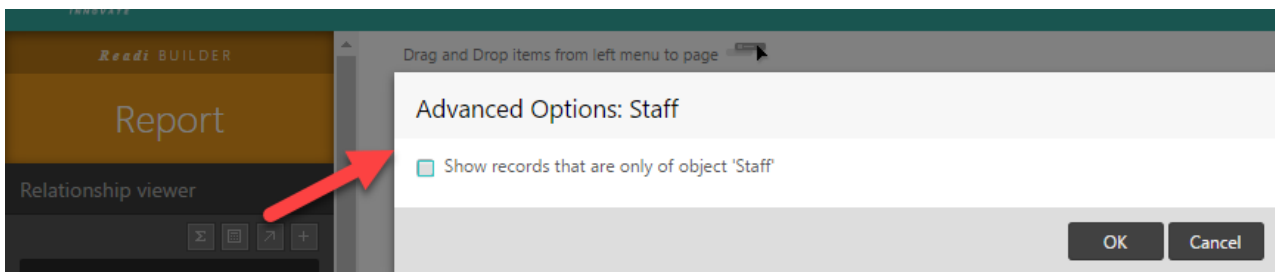 INNOVATE
Readi BUILDER
Report
Relationship viewer
Σ
+
Drag and Drop items from left menu to page
Advanced Options: Staff
Show records that are only of object 'Staff'
OK
Cancel